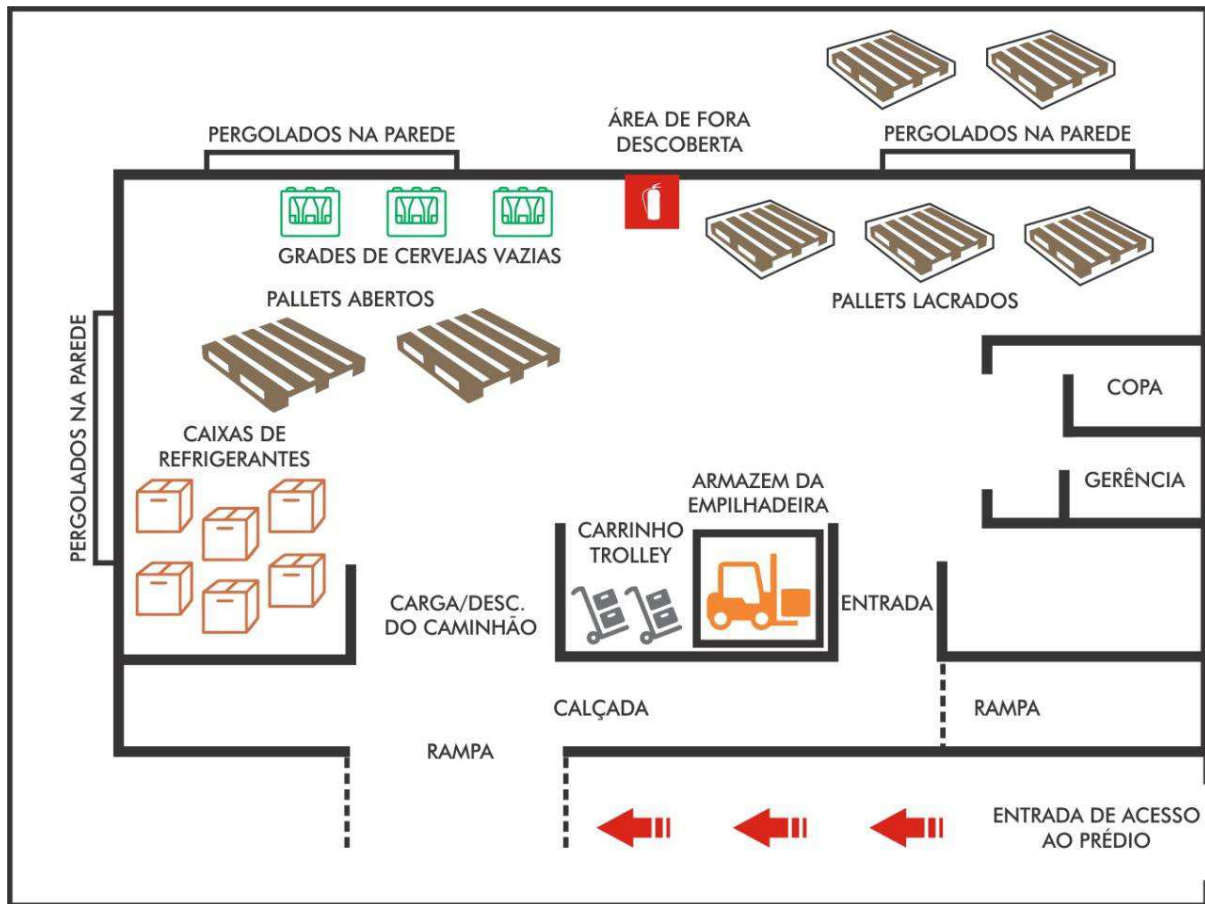 ÁREA DE FORA
DESCOBERTA
PERGOLADOS NA PAREDE
PERGOLADOS NA PAREDE
GRADES DE CERVEJAS VAZIAS
PALLETS ABERTOS
PALLETS LACRADOS
PERGOLADOS NA PAREDE
COPA
CAIXAS DE
REFRIGERANTES
GERÊNCIA
ARMAZEM DA
EMPILHADEIRA
CARRINHO
TROLLEY
CARGA/DESC.
DO CAMINHÃO
ENTRADA
CALÇADA
RAMPA
RAMPA
ENTRADA DE ACESSO
AO PRÉDIO